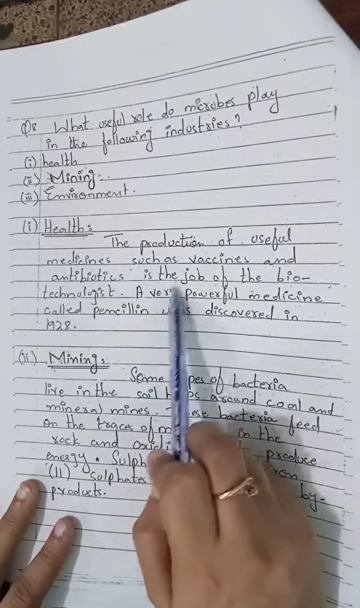 Q8 What useful role do microbes play
in the following industries?
(i) health
(ii) Mining:-
(iii) Environment.
(i) Health:
The production of useful
medicines such as vaccines and
antibiotics is the job of the bio-
technologist. A very powerful medicine
called pencillin was discovered in
1928.
(ii) Mining:
Some types of bacteria
live in the soil around coal and
mineral mines. These bacteria feed
on the traces of in the
rock and produce
energy.
(II) Sulphates by-
products.